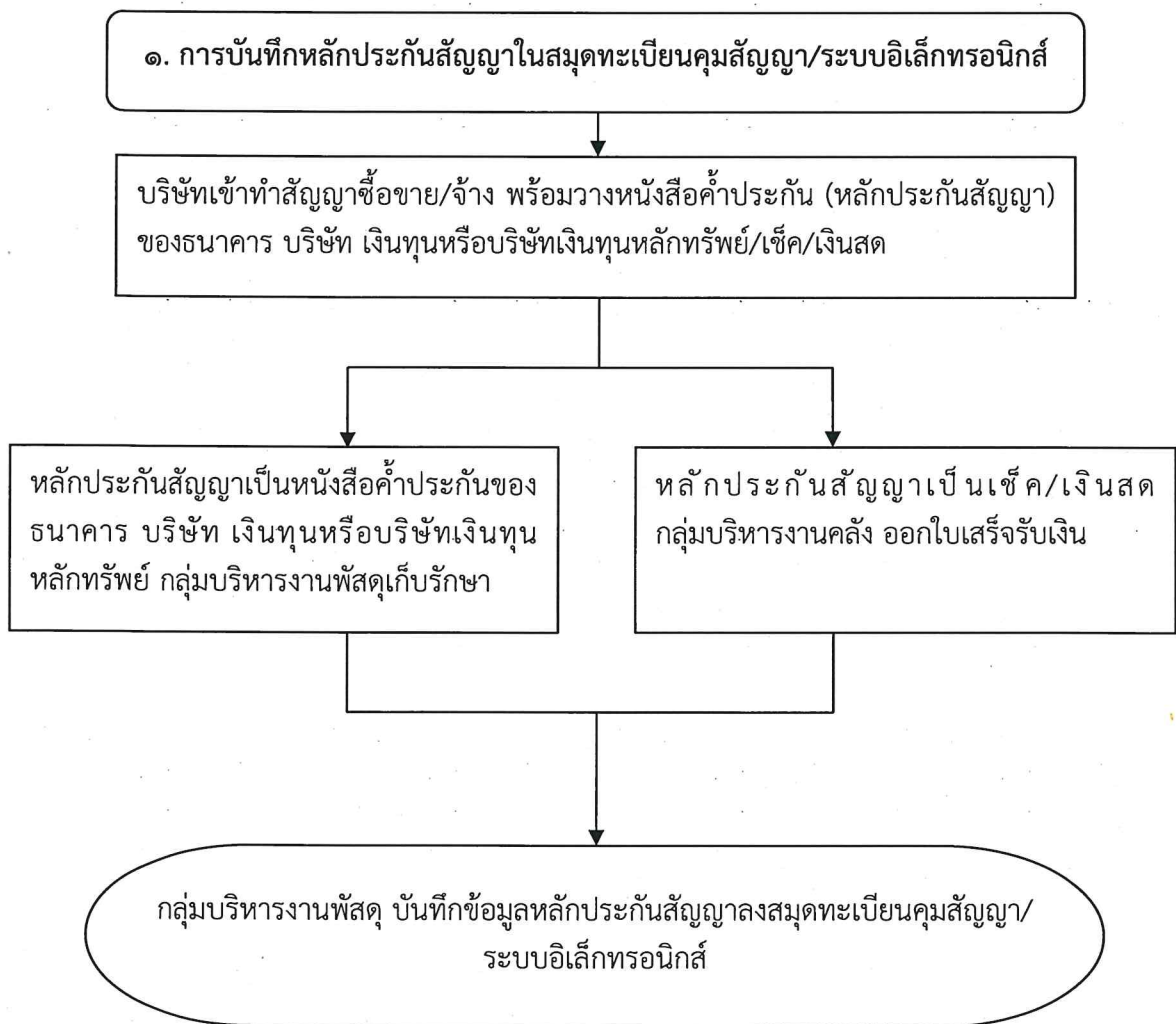 ๑. การบันทึกหลักประกันสัญญาในสมุดทะเบียนคุมสัญญา/ระบบอิเล็กทรอนิกส์
บริษัทเข้าทำสัญญาซื้อขาย/จ้าง พร้อมวางหนังสือค้ำประกัน (หลักประกันสัญญา)
ของธนาคาร บริษัท เงินทุนหรือบริษัทเงินทุนหลักทรัพย์/เช็ค/เงินสด
หลักประกันสัญญาเป็นหนังสือค้ำประกันของ
ธนาคาร บริษัท เงินทุนหรือบริษัทเงินทุน
หลักทรัพย์ กลุ่มบริหารงานพัสดุเก็บรักษา
หลักประกันสัญญาเป็นเช็ค/เงินสด
กลุ่มบริหารงานคลัง ออกใบเสร็จรับเงิน
กลุ่มบริหารงานพัสดุ บันทึกข้อมูลหลักประกันสัญญาลงสมุดทะเบียนคุมสัญญา/
ระบบอิเล็กทรอนิกส์